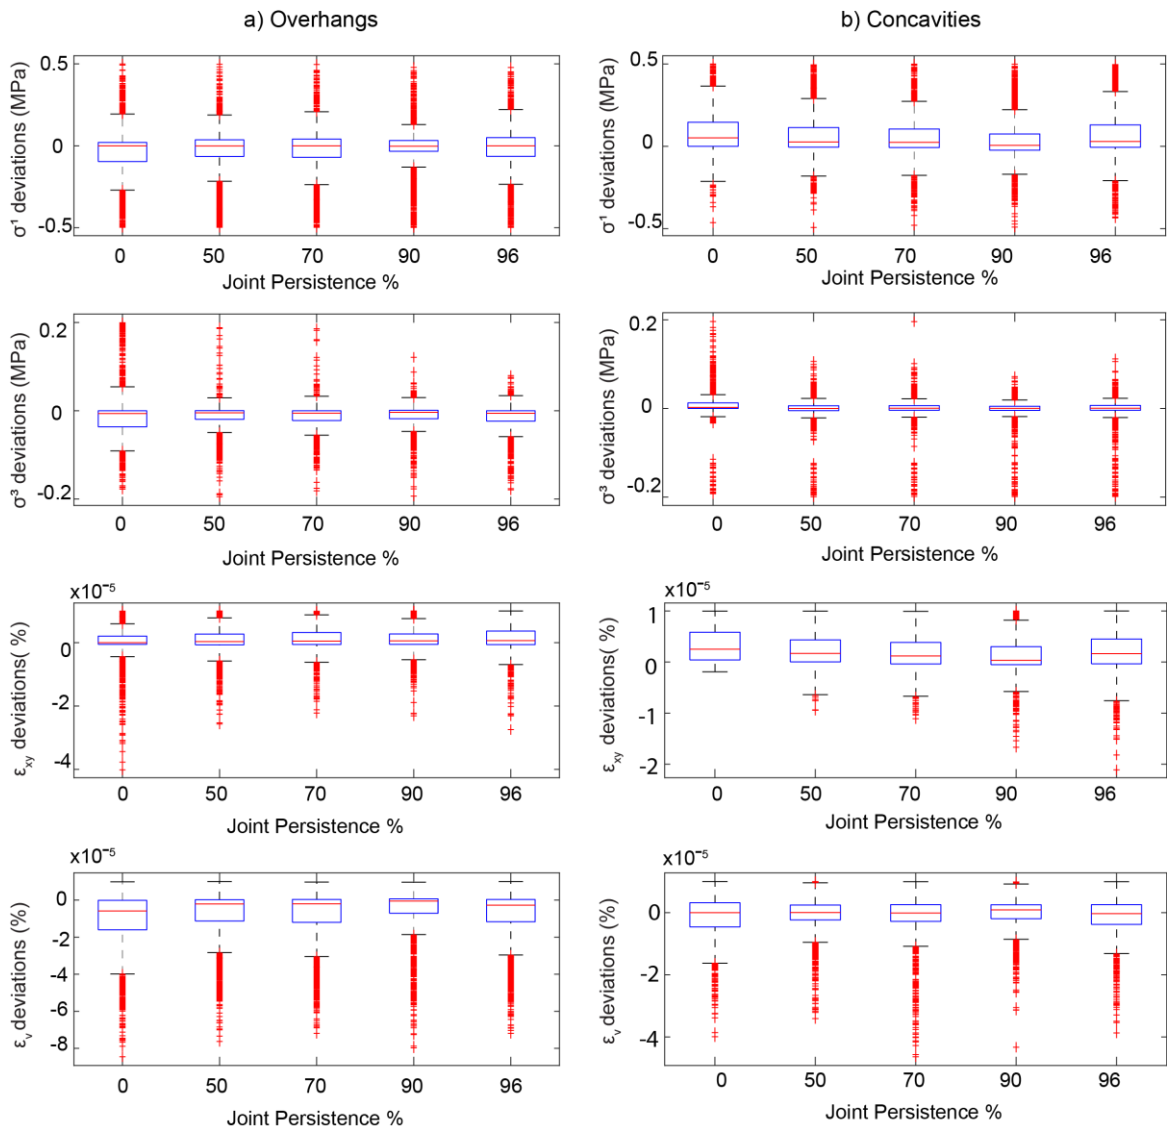 a) Overhangs
b) Concavities
σ¹ deviations (MPa)
0.5
0
-0.5
0 50 70 90 96
Joint Persistence %
σ¹ deviations (MPa)
0.5
0
-0.5
0 50 70 90 96
Joint Persistence %
σ³ deviations (MPa)
0.2
0
-0.2
0 50 70 90 96
Joint Persistence %
σ³ deviations (MPa)
0.2
0
-0.2
0 50 70 90 96
Joint Persistence %
x10⁻⁵
εxy deviations( %)
0
-2
-4
0 50 70 90 96
Joint Persistence %
x10⁻⁵
εxy deviations( %)
1
0
-1
-2
0 50 70 90 96
Joint Persistence %
x10⁻⁵
εv deviations (%)
0
-2
-4
-6
-8
0 50 70 90 96
Joint Persistence %
x10⁻⁵
εv deviations (%)
0
-2
-4
0 50 70 90 96
Joint Persistence %